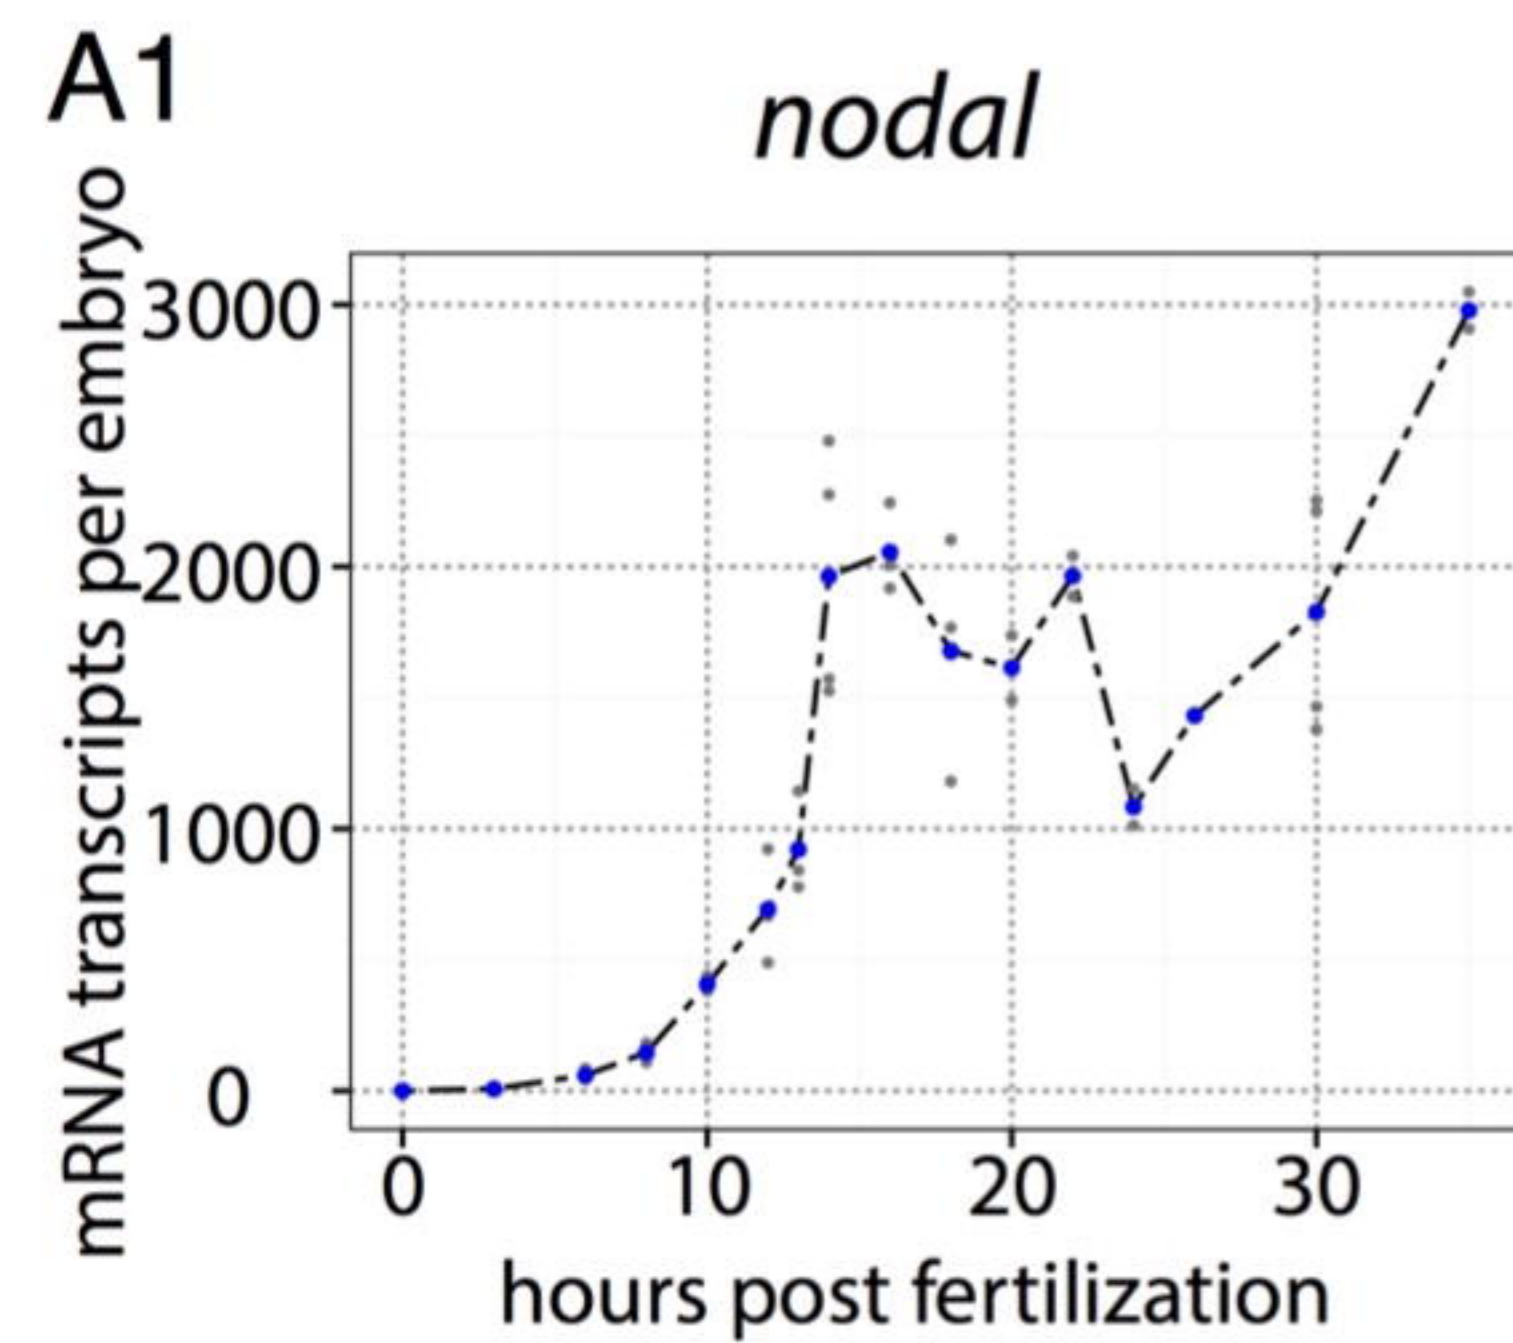 A1
nodal
mRNA transcripts per embryo
3000
2000
1000
0
0 10 20 30
hours post fertilization